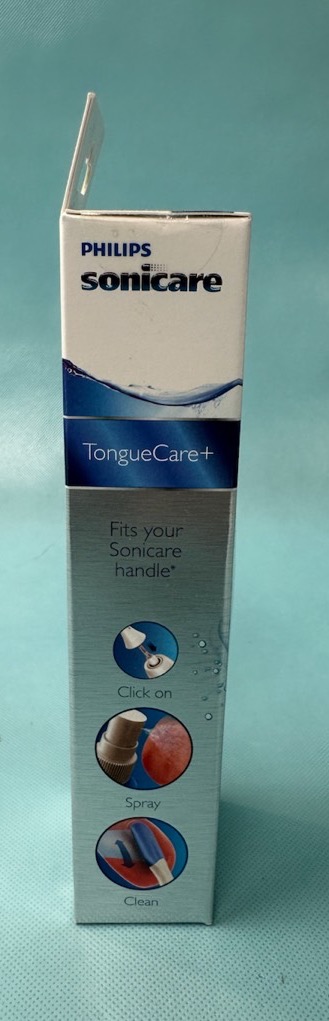 PHILIPS
sonicare
TongueCare+
Fits your
Sonicare
handle*
Click on
Spray
Clean